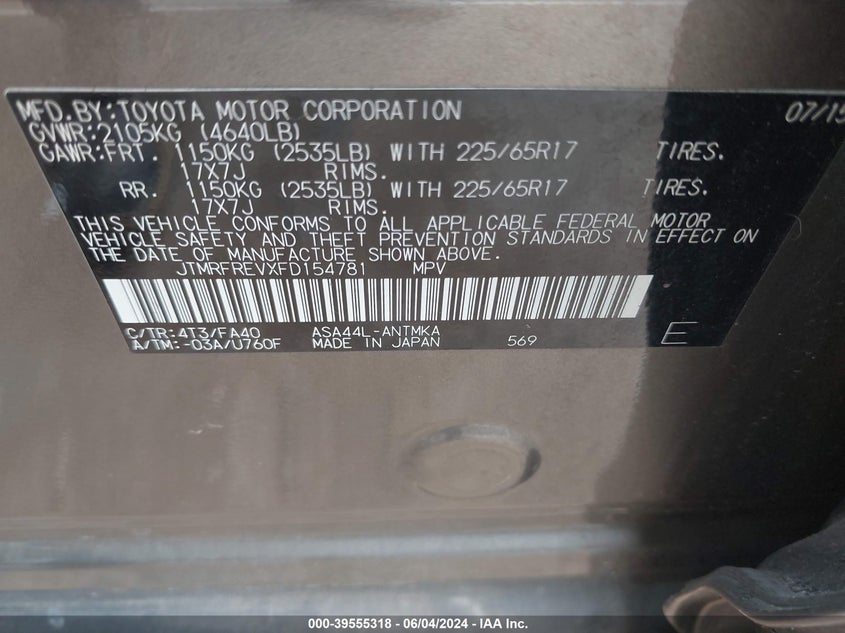 MFD.BY:TOYOTA MOTOR CORPORATION 07/15
GVWR:2105KG (4640LB)
GAWR:FRT. 1150KG (2535LB) WITH 225/65R17 TIRES.
17X7J RIMS.
RR. 1150KG (2535LB) WITH 225/65R17 TIRES.
17X7J RIMS.
THIS VEHICLE CONFORMS TO ALL APPLICABLE FEDERAL MOTOR
VEHICLE SAFETY AND THEFT PREVENTION STANDARDS IN EFFECT ON
THE DATE OF MANUFACTURE SHOWN ABOVE.
JTMRFREVXFD154781 MPV
C/TR:4T3/FA40 ASA44L-ANTMKA
A/TM:-03A/U760F MADE IN JAPAN 569 E
000-39555318 - 06/04/2024 - IAA Inc.